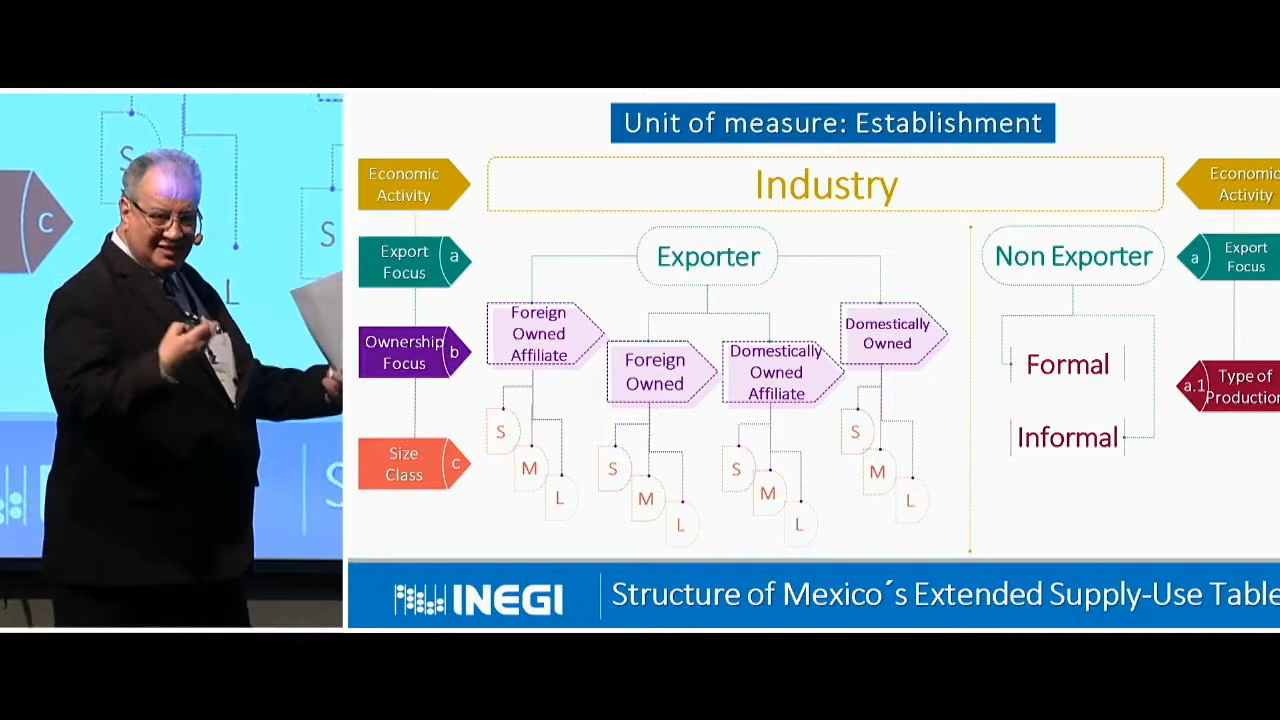 S
C
S
L
S
Unit of measure: Establishment
Economic
Activity
Industry
Economic
Activity
Export
Focus
a
Exporter
Non Exporter
a
Export
Focus
Ownership
Focus
b
Foreign
Owned
Affiliate
Foreign
Owned
Domestically
Owned
Affiliate
Domestically
Owned
Formal
Informal
a.1
Type of
Production
Size
Class
c
S
M
L
S
M
L
S
M
L
S
M
L
INEGI
Structure of Mexico´s Extended Supply-Use Table